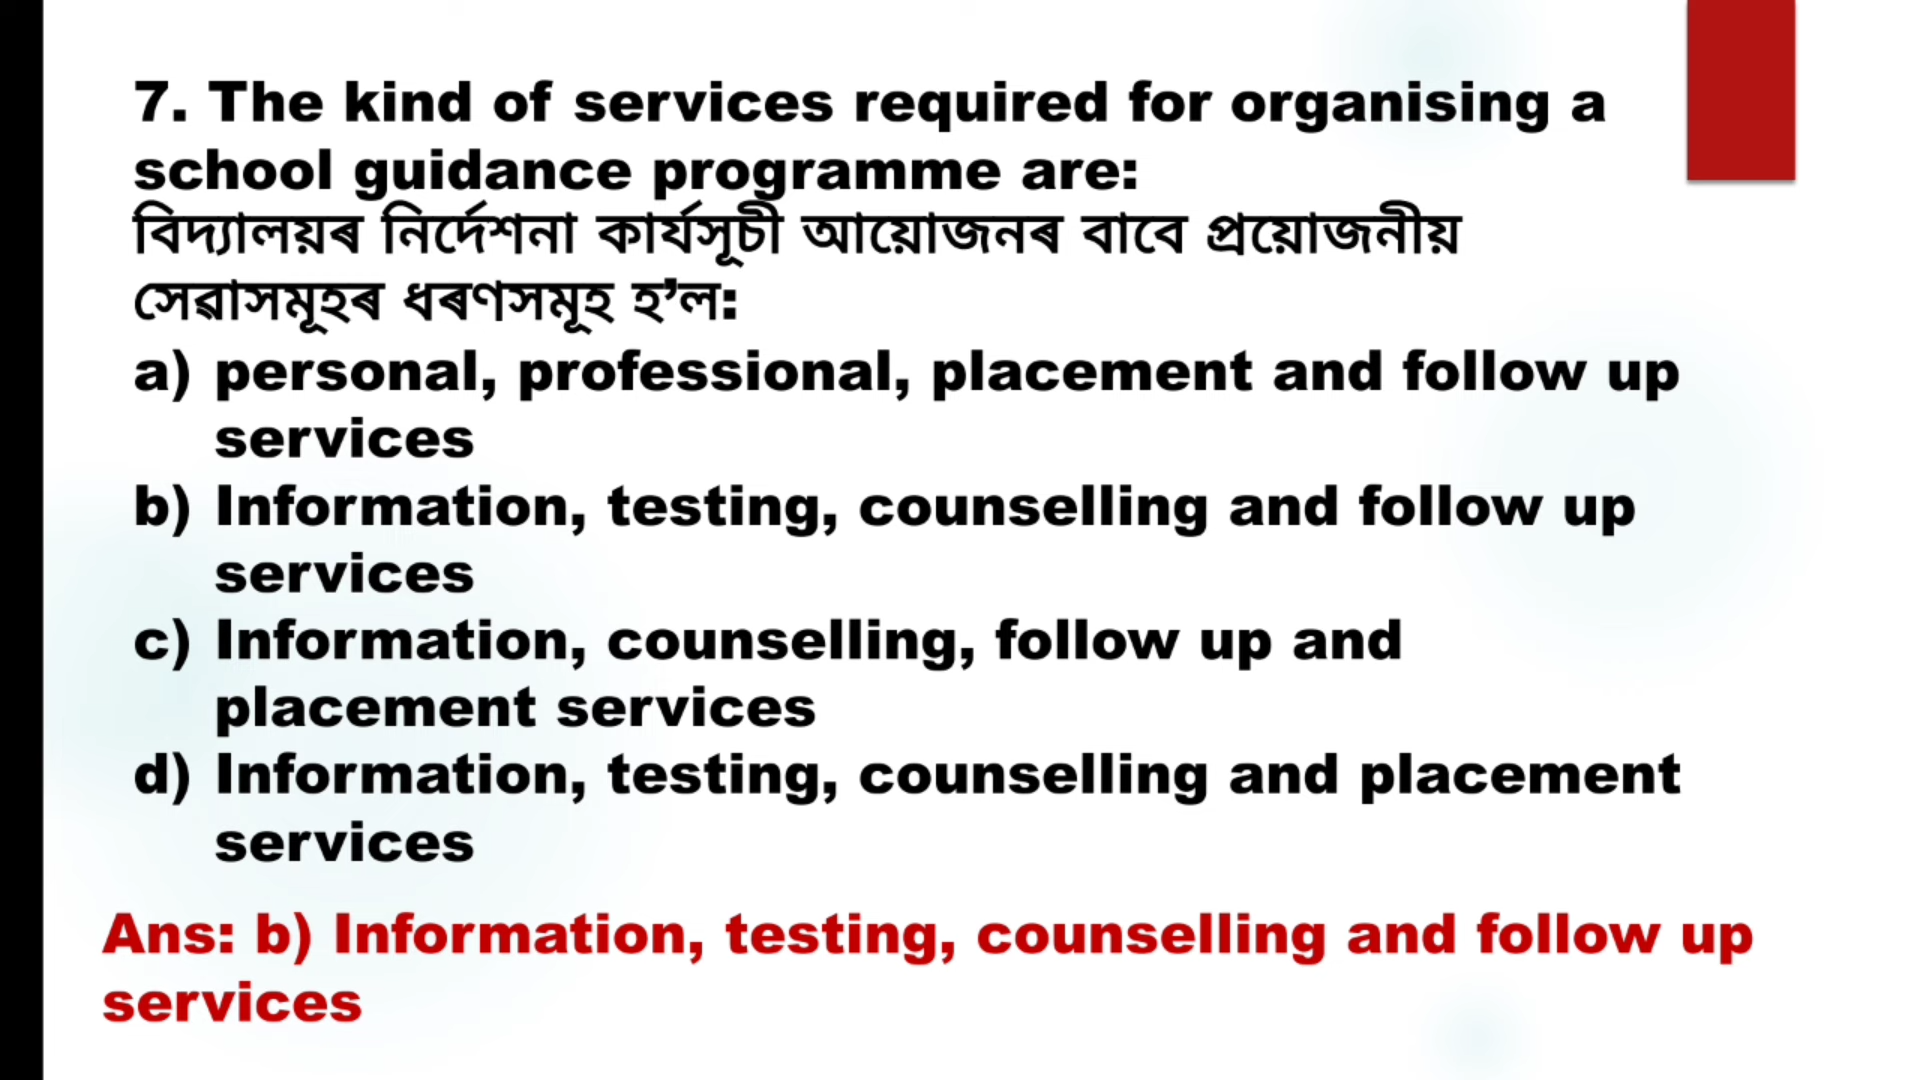 7. The kind of services required for organising a
school guidance programme are:
বিদ্যালয়ৰ নিৰ্দেশনা কাৰ্যসূচী আয়োজনৰ বাবে প্ৰয়োজনীয়
সেৱাসমূহৰ ধৰণসমূহ হ’ল:
a) personal, professional, placement and follow up
services
b) Information, testing, counselling and follow up
services
c) Information, counselling, follow up and
placement services
d) Information, testing, counselling and placement
services
Ans: b) Information, testing, counselling and follow up
services